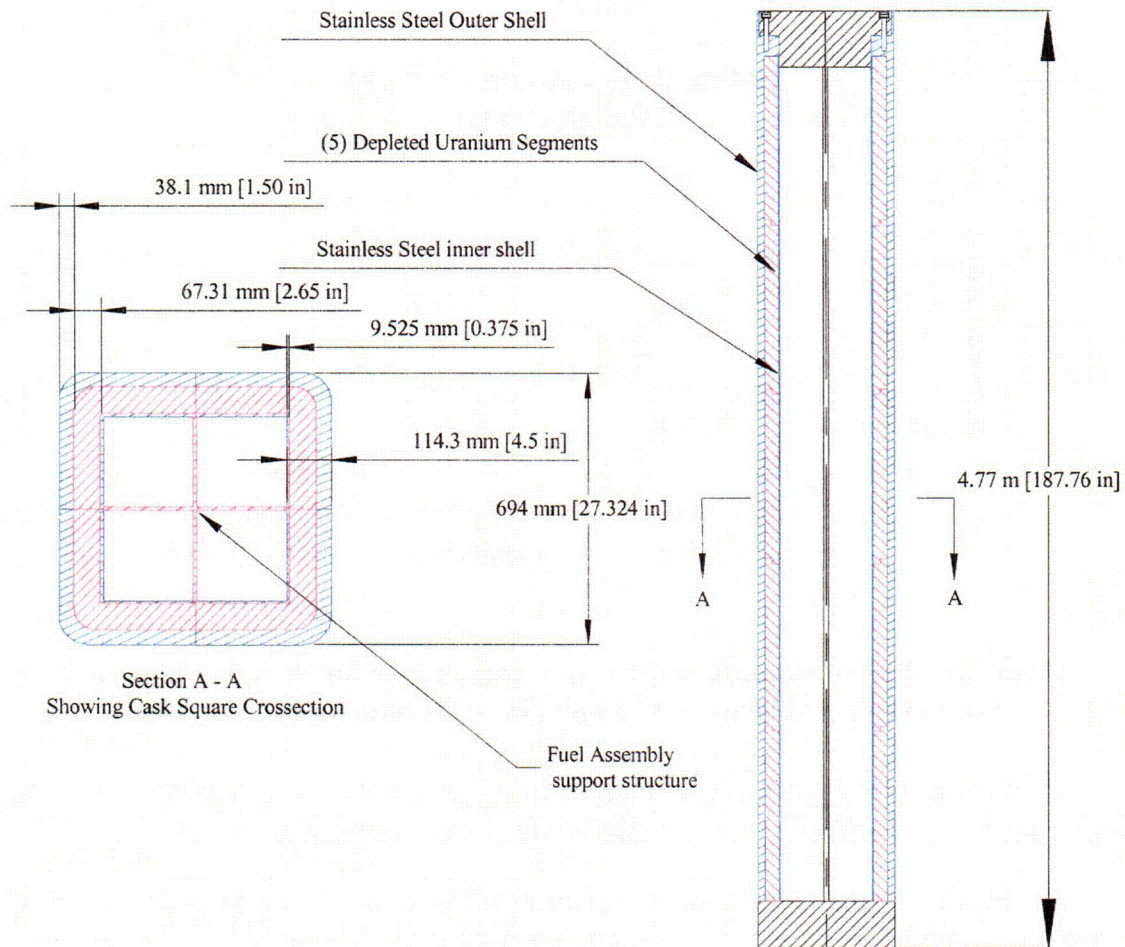 Stainless Steel Outer Shell
(5) Depleted Uranium Segments
38.1 mm [1.50 in]
Stainless Steel inner shell
67.31 mm [2.65 in]
9.525 mm [0.375 in]
114.3 mm [4.5 in]
694 mm [27.324 in]
4.77 m [187.76 in]
A
A
Section A - A
Showing Cask Square Crossection
Fuel Assembly
support structure